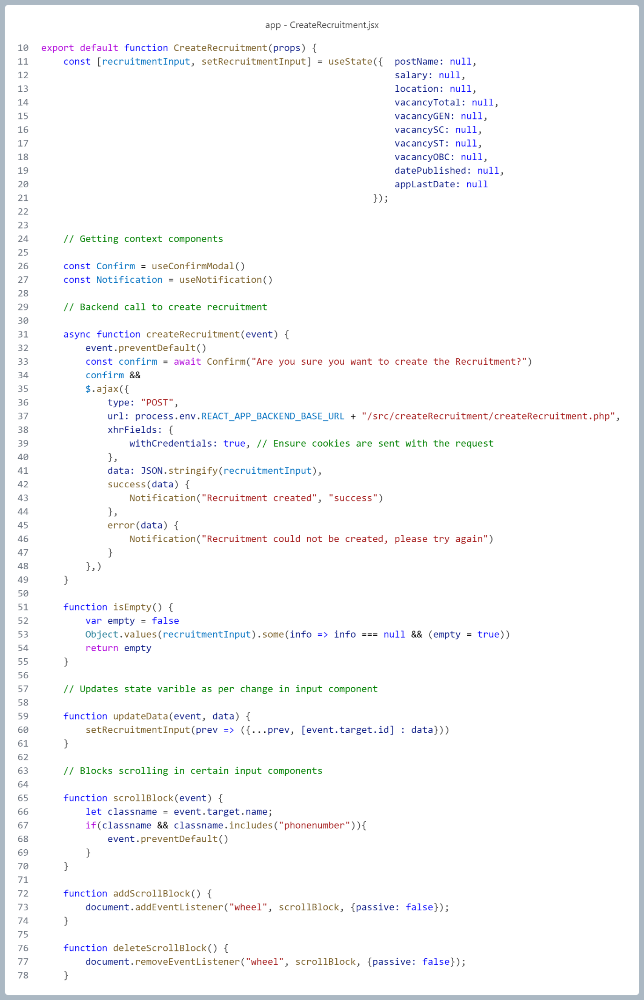 app - CreateRecruitment.jsx
10 export default function CreateRecruitment(props) {
11     const [recruitmentInput, setRecruitmentInput] = useState({  postName: null,
12                                                                 salary: null,
13                                                                 location: null,
14                                                                 vacancyTotal: null,
15                                                                 vacancyGEN: null,
16                                                                 vacancySC: null,
17                                                                 vacancyST: null,
18                                                                 vacancyOBC: null,
19                                                                 datePublished: null,
20                                                                 appLastDate: null
21                                                             });
22
23
24     // Getting context components
25
26     const Confirm = useConfirmModal()
27     const Notification = useNotification()
28
29     // Backend call to create recruitment
30
31     async function createRecruitment(event) {
32         event.preventDefault()
33         const confirm = await Confirm("Are you sure you want to create the Recruitment?")
34         confirm &&
35         $.ajax({
36             type: "POST",
37             url: process.env.REACT_APP_BACKEND_BASE_URL + "/src/createRecruitment/createRecruitment.php",
38             xhrFields: {
39                 withCredentials: true, // Ensure cookies are sent with the request
40             },
41             data: JSON.stringify(recruitmentInput),
42             success(data) {
43                 Notification("Recruitment created", "success")
44             },
45             error(data) {
46                 Notification("Recruitment could not be created, please try again")
47             }
48         },)
49     }
50
51     function isEmpty() {
52         var empty = false
53         Object.values(recruitmentInput).some(info => info === null && (empty = true))
54         return empty
55     }
56
57     // Updates state varible as per change in input component
58
59     function updateData(event, data) {
60         setRecruitmentInput(prev => ({...prev, [event.target.id] : data}))
61     }
62
63     // Blocks scrolling in certain input components
64
65     function scrollBlock(event) {
66         let classname = event.target.name;
67         if(classname && classname.includes("phonenumber")){
68             event.preventDefault()
69         }
70     }
71
72     function addScrollBlock() {
73         document.addEventListener("wheel", scrollBlock, {passive: false});
74     }
75
76     function deleteScrollBlock() {
77         document.removeEventListener("wheel", scrollBlock, {passive: false});
78     }